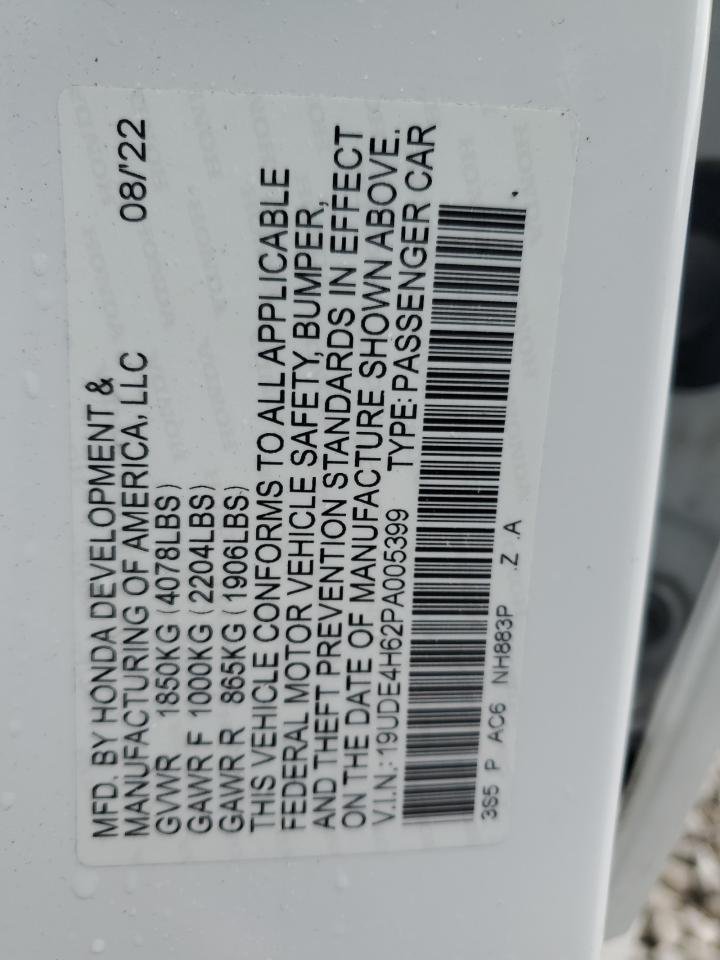 MFD. BY HONDA DEVELOPMENT & 08/'22
MANUFACTURING OF AMERICA, LLC
GVWR 1850KG (4078LBS)
GAWR F 1000KG (2204LBS)
GAWR R 865KG (1906LBS)
THIS VEHICLE CONFORMS TO ALL APPLICABLE
FEDERAL MOTOR VEHICLE SAFETY, BUMPER,
AND THEFT PREVENTION STANDARDS IN EFFECT
ON THE DATE OF MANUFACTURE SHOWN ABOVE.
V.I.N.: 19UDE4H62PA005399 TYPE: PASSENGER CAR
3S5 P AC6 NH883P .Z .A